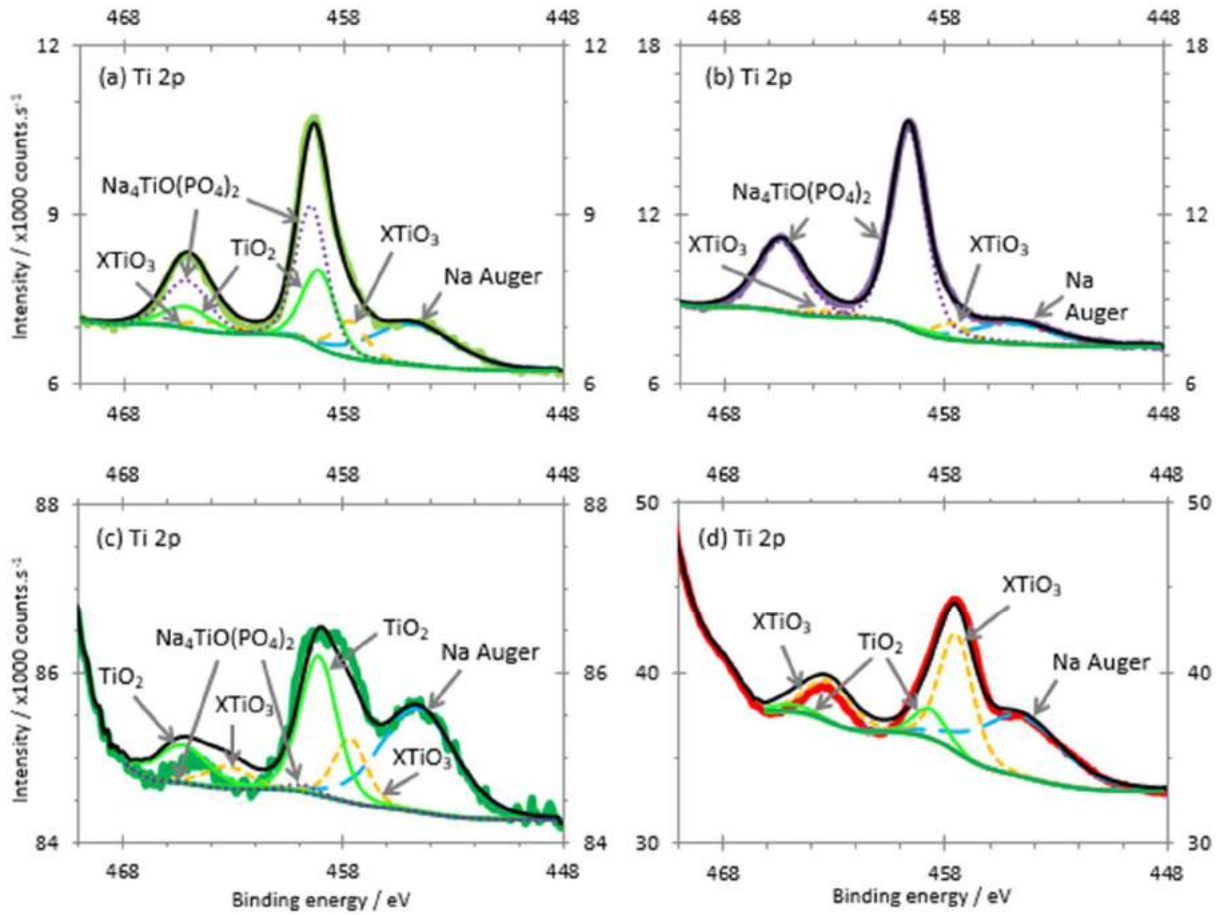 468 458 448 468 458 448
12 12 18 18
(a) Ti 2p (b) Ti 2p
Intensity / x1000 counts.s⁻¹
Na₄TiO(PO₄)₂
XTiO₃
TiO₂
XTiO₃
Na Auger
Na₄TiO(PO₄)₂
XTiO₃
XTiO₃
Na
Auger
9 9 12 12
6 6 6 6
468 458 448 468 458 448
468 458 448 468 458 448
88 88 50 50
(c) Ti 2p (d) Ti 2p
Intensity / x1000 counts.s⁻¹
TiO₂
Na₄TiO(PO₄)₂
XTiO₃
TiO₂
Na Auger
XTiO₃
XTiO₃
TiO₂
XTiO₃
Na Auger
86 86 40 40
84 84 30 30
468 458 448 468 458 448
Binding energy / eV Binding energy / eV